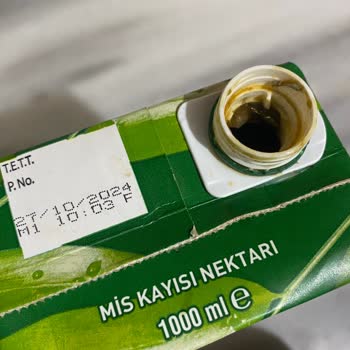 T.E.T.T.
P.No.
27/10/2024
M1 10:03 F
MİS KAYISI NEKTARI
1000 ml e